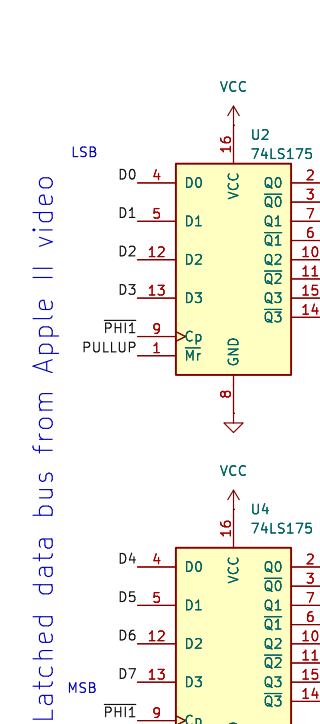 Latched data bus from Apple II video
VCC
16
U2
74LS175
LSB
VCC
D0 4 D0 Q0 2
Q0 3
D1 5 D1 Q1 7
Q1 6
D2 12 D2 Q2 10
Q2 11
D3 13 D3 Q3 15
Q3 14
PHI1 9 Cp
PULLUP 1 Mr
GND
8
VCC
16
U4
74LS175
VCC
D4 4 D0 Q0 2
Q0 3
D5 5 D1 Q1 7
Q1 6
D6 12 D2 Q2 10
Q2 11
D7 13 D3 Q3 15
MSB
Q3 14
PHI1 9 Cp